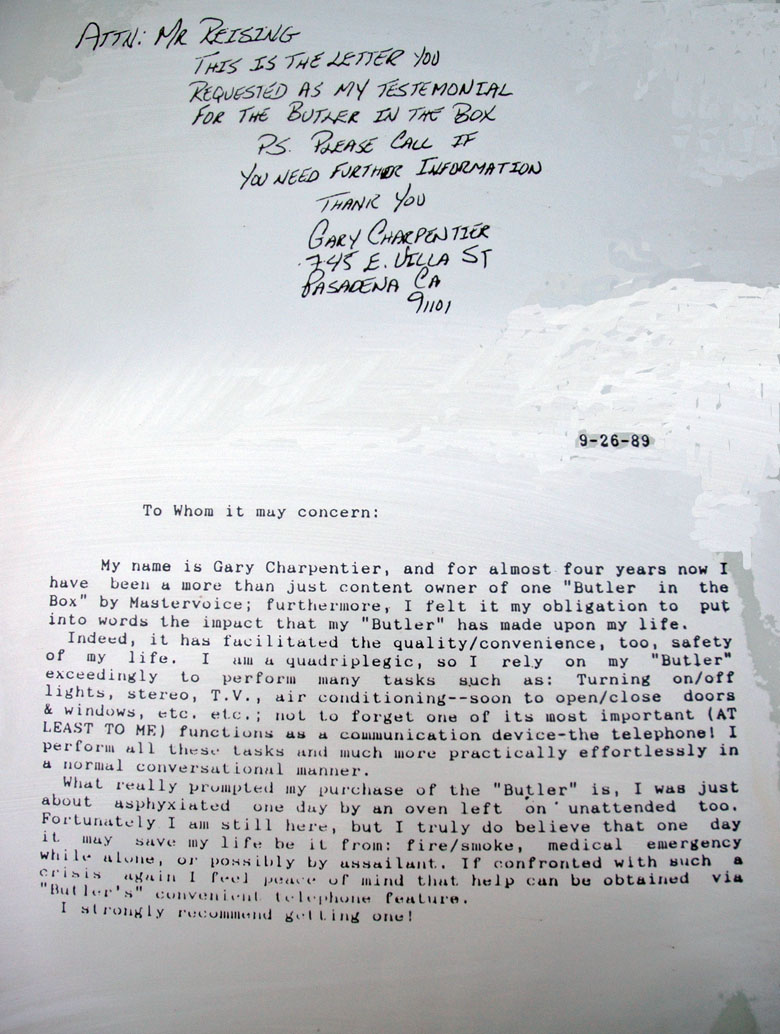 ATTN: MR REISING
THIS IS THE LETTER YOU
REQUESTED AS MY TESTEMONIAL
FOR THE BUTLER IN THE BOX
P.S. PLEASE CALL IF
YOU NEED FURTHER INFORMATION
THANK YOU
GARY CHARPENTIER
745 E. VILLA ST
PASADENA CA
91101
9-26-89
To Whom it may concern:
My name is Gary Charpentier, and for almost four years now I
have been a more than just content owner of one "Butler in the
Box" by Mastervoice; furthermore, I felt it my obligation to put
into words the impact that my "Butler" has made upon my life.
Indeed, it has facilitated the quality/convenience, too, safety
of my life. I am a quadriplegic, so I rely on my "Butler"
exceedingly to perform many tasks such as: Turning on/off
lights, stereo, T.V., air conditioning--soon to open/close doors
& windows, etc. etc.; not to forget one of its most important (AT
LEAST TO ME) functions as a communication device-the telephone! I
perform all these tasks and much more practically effortlessly in
a normal conversational manner.
What really prompted my purchase of the "Butler" is, I was just
about asphyxiated one day by an oven left on unattended too.
Fortunately I am still here, but I truly do believe that one day
it may save my life be it from: fire/smoke, medical emergency
while alone, or possibly by assailant. If confronted with such a
crisis again I feel peace of mind that help can be obtained via
"Butler's" convenient telephone feature.
I strongly recommend getting one!